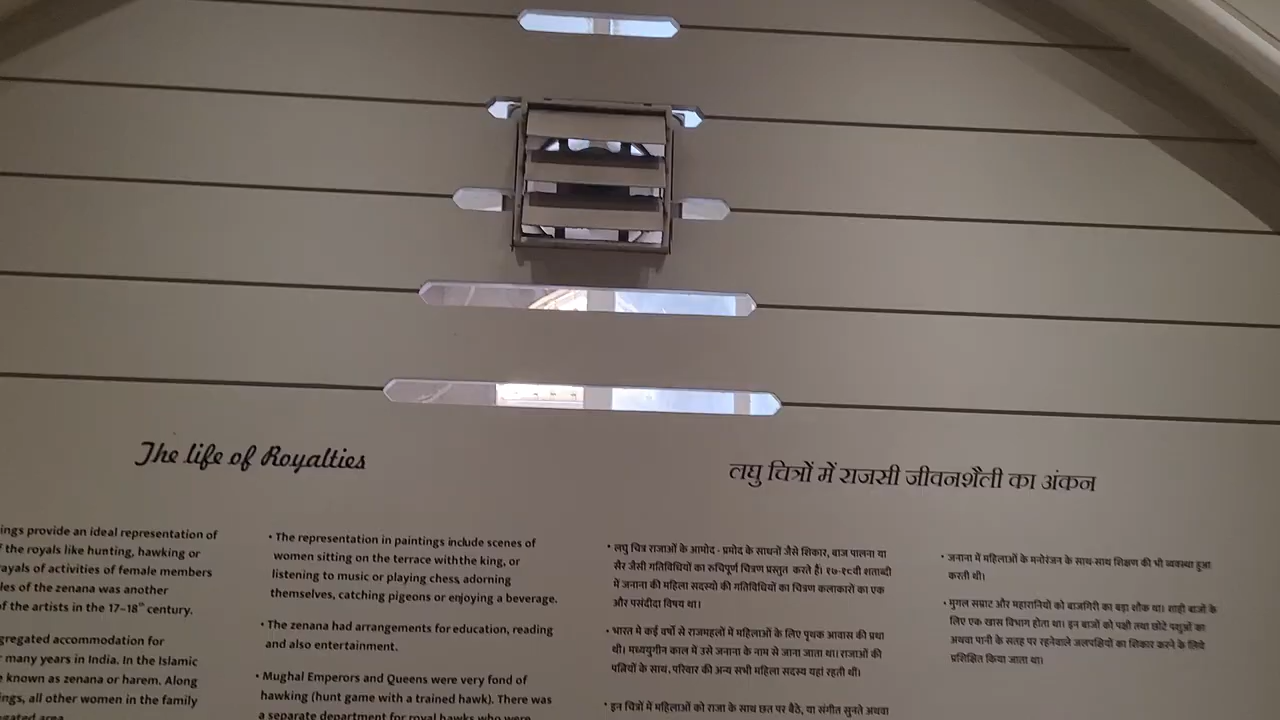 The life of Royalties
ings provide an ideal representation of
f the royals like hunting, hawking or
ayals of activities of female members
les of the zenana was another
of the artists in the 17-18th century.
gregated accommodation for
many years in India. In the Islamic
e known as zenana or harem. Along
ings, all other women in the family
gregated area.
• The representation in paintings include scenes of
women sitting on the terrace withthe king, or
listening to music or playing chess, adorning
themselves, catching pigeons or enjoying a beverage.
• The zenana had arrangements for education, reading
and also entertainment.
• Mughal Emperors and Queens were very fond of
hawking (hunt game with a trained hawk). There was
a separate department for royal hawks who were
लघु चित्रों में राजसी जीवनशैली का अंकन
• लघु चित्र राजाओं के आमोद - प्रमोद के साधनों जैसे शिकार, बाज पालना या
सैर जैसी गतिविधियों का रुचिपूर्ण चित्रण प्रस्तुत करते हैं। १७-१८वी शताब्दी
में जनाना की महिला सदस्यो की गतिविधियों का चित्रण कलाकारों का एक
और पसंदीदा विषय था।
• भारत मे कई वर्षो से राजमहलों में महिलाओं के लिए पृथक आवास की प्रथा
थी। मध्ययुगीन काल में उसे जनाना के नाम से जाना जाता था। राजाओं की
पत्नियों के साथ, परिवार की अन्य सभी महिला सदस्य यहां रहती थीं।
• इन चित्रों में महिलाओं को राजा के साथ छत पर बैठे, या संगीत सुनते अथवा
• जनाना में महिलाओं के मनोरंजन के साथ-साथ शिक्षण की भी व्यवस्था हुआ
करती थी।
• मुगल सम्राट और महारानियों को बाजगिरी का बड़ा शौक था। शाही बाजों के
लिए एक खास विभाग होता था। इन बाजों को पक्षी तथा छोटे पशुओं का
अथवा पानी के सतह पर रहनेवाले जलपक्षियों का शिकार करने के लिये
प्रशिक्षित किया जाता था।